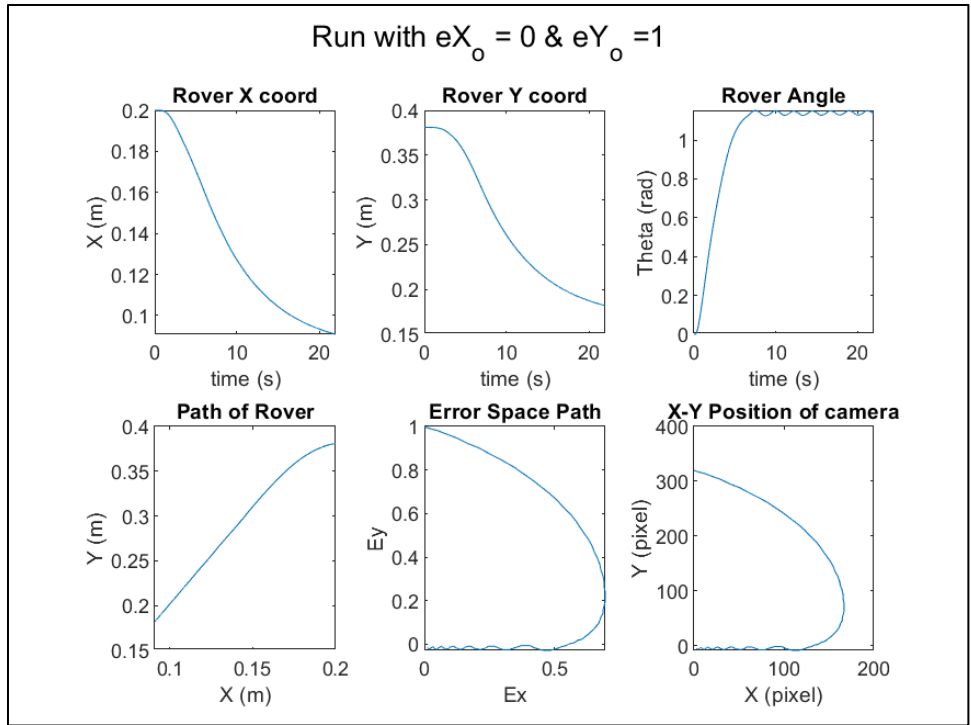 Run with eX_o = 0 & eY_o =1
Rover X coord
0.2
0.18
0.16
0.14
0.12
0.1
X (m)
0
10
20
time (s)
Rover Y coord
0.4
0.35
0.3
0.25
0.2
0.15
Y (m)
0
10
20
time (s)
Rover Angle
1
0.8
0.6
0.4
0.2
0
Theta (rad)
0
10
20
time (s)
Path of Rover
0.4
0.35
0.3
0.25
0.2
0.15
Y (m)
0.1
0.15
0.2
X (m)
Error Space Path
1
0.8
0.6
0.4
0.2
0
Ey
0
0.5
Ex
X-Y Position of camera
400
300
200
100
0
Y (pixel)
0
100
200
X (pixel)